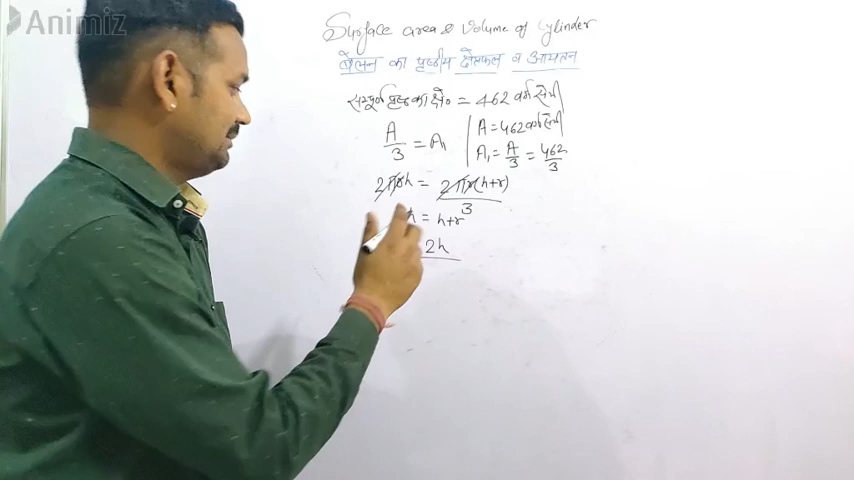 Animiz
Surface area & Volume of Cylinder
बेलन का पृष्ठीय क्षेत्रफल व आयतन
सम्पूर्ण पृष्ठ का क्षे० = 462 वर्ग सेमी
A/3 = A₁
A = 462 वर्ग सेमी
A₁ = A/3 = 462/3
2πrh = 2πr(h+r)/3
h = h+r
2h